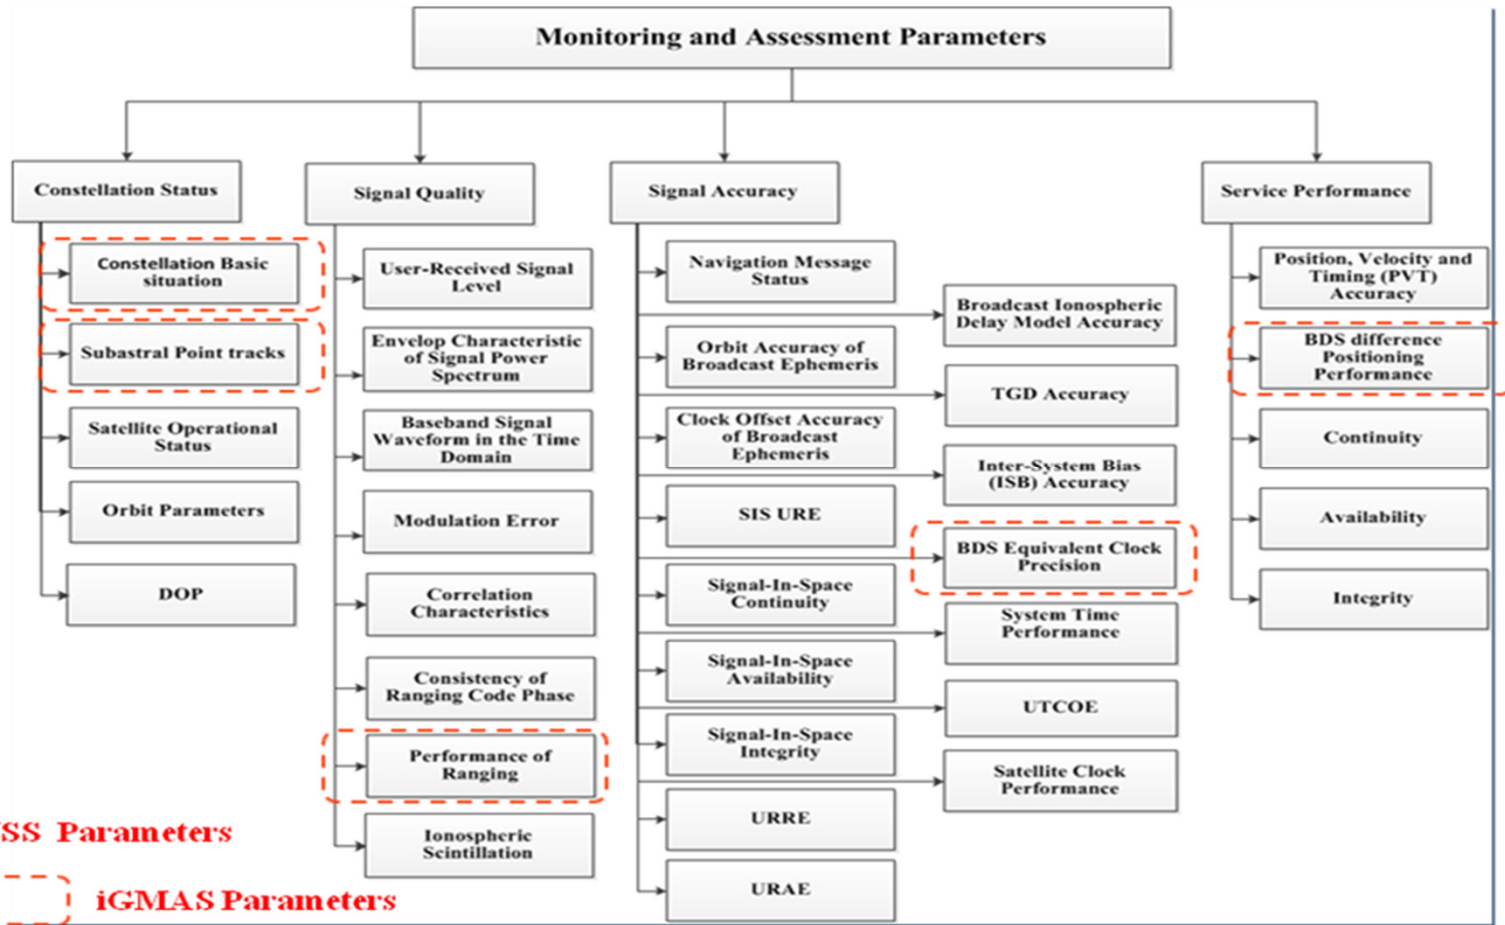 Monitoring and Assessment Parameters
Constellation Status
Constellation Basic
situation
Subastral Point tracks
Satellite Operational
Status
Orbit Parameters
DOP
Signal Quality
User-Received Signal
Level
Envelop Characteristic
of Signal Power
Spectrum
Baseband Signal
Waveform in the Time
Domain
Modulation Error
Correlation
Characteristics
Consistency of
Ranging Code Phase
Performance of
Ranging
Ionospheric
Scintillation
Signal Accuracy
Navigation Message
Status
Orbit Accuracy of
Broadcast Ephemeris
Clock Offset Accuracy
of Broadcast
Ephemeris
SIS URE
Signal-In-Space
Continuity
Signal-In-Space
Availability
Signal-In-Space
Integrity
URRE
URAE
Broadcast Ionospheric
Delay Model Accuracy
TGD Accuracy
Inter-System Bias
(ISB) Accuracy
BDS Equivalent Clock
Precision
System Time
Performance
UTCOE
Satellite Clock
Performance
Service Performance
Position, Velocity and
Timing (PVT)
Accuracy
BDS difference
Positioning
Performance
Continuity
Availability
Integrity
SS Parameters
iGMAS Parameters